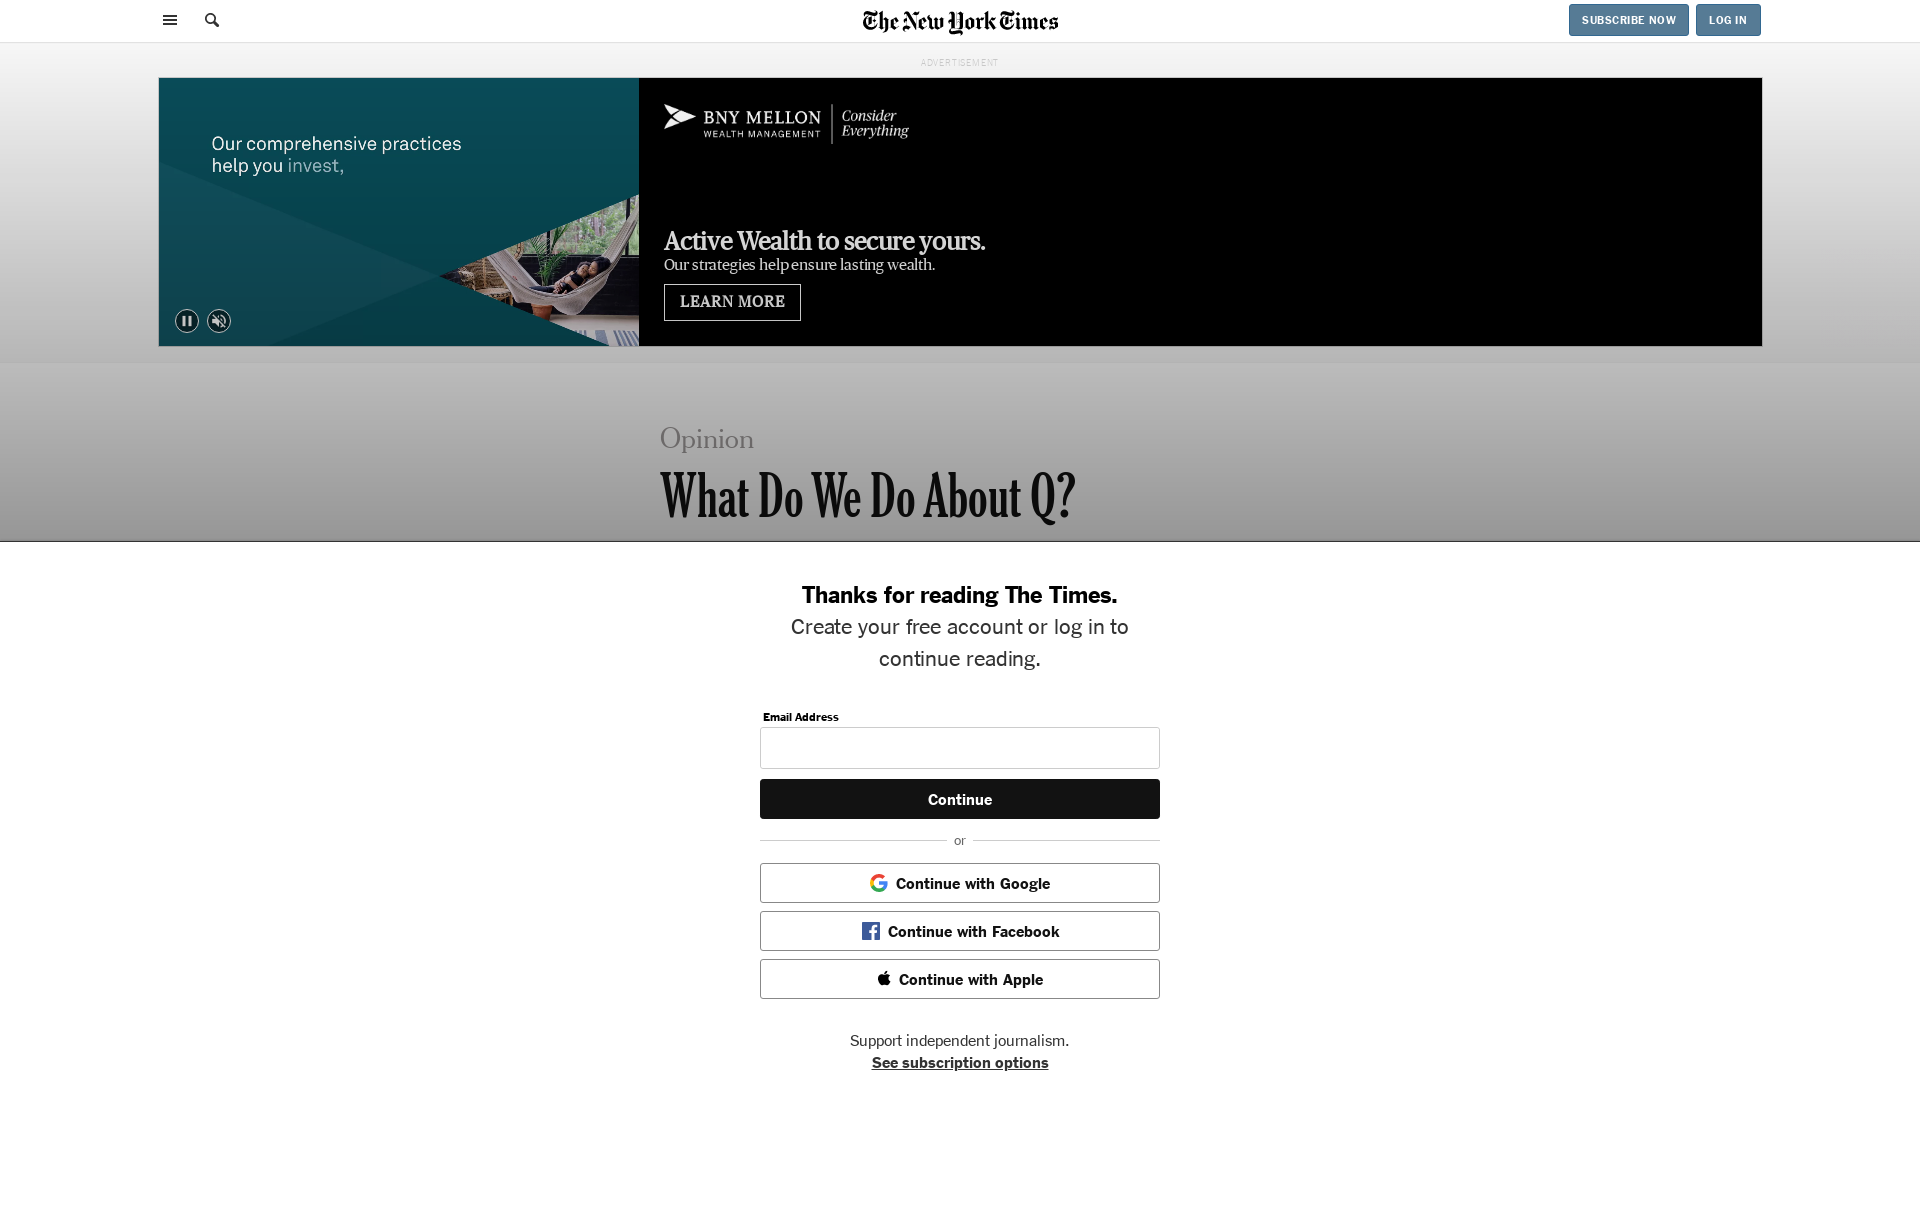 The New York Times
SUBSCRIBE NOW
LOG IN
ADVERTISEMENT
Our comprehensive practices
help you invest,
BNY MELLON
WEALTH MANAGEMENT
Consider
Everything
Active Wealth to secure yours.
Our strategies help ensure lasting wealth.
LEARN MORE
Opinion
What Do We Do About Q?
Thanks for reading The Times.
Create your free account or log in to
continue reading.
Email Address
Continue
or
Continue with Google
Continue with Facebook
Continue with Apple
Support independent journalism.
See subscription options